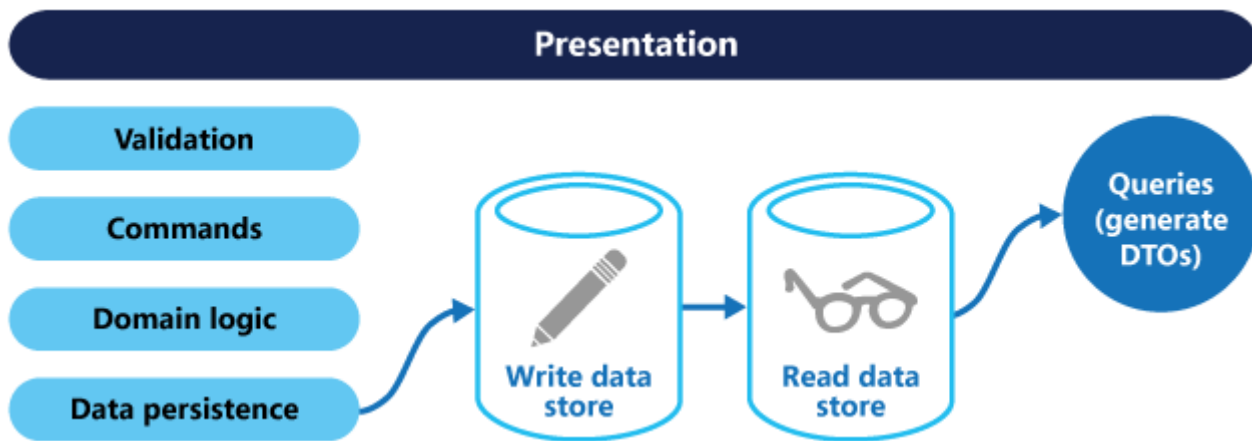 Presentation
Validation
Commands
Domain logic
Data persistence
Write data
store
Read data
store
Queries
(generate
DTOs)